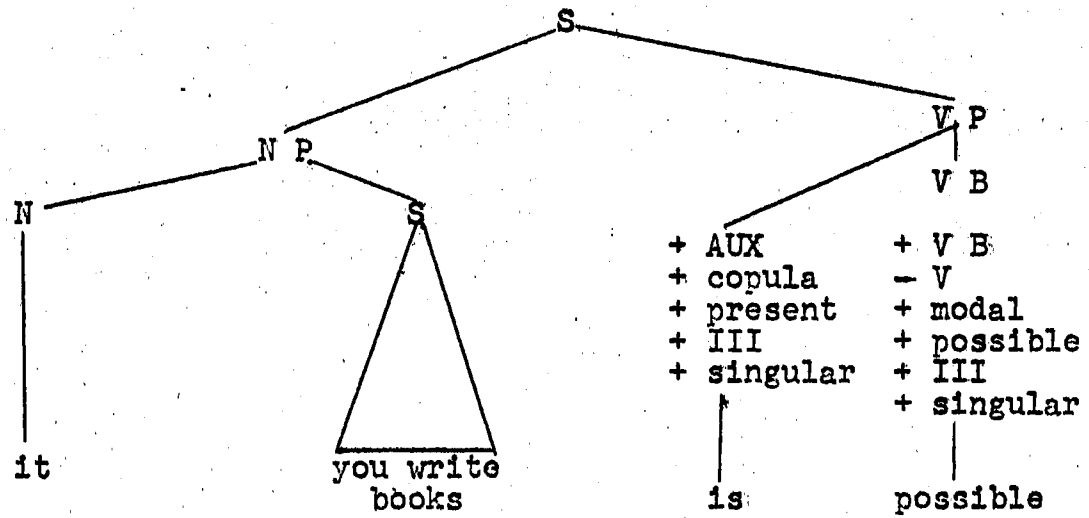 S
N P
V P
V B
N
S
+ AUX + V B
+ copula - V
+ present + modal
+ III + possible
+ singular + III
+ singular
it
you write
books
is
possible